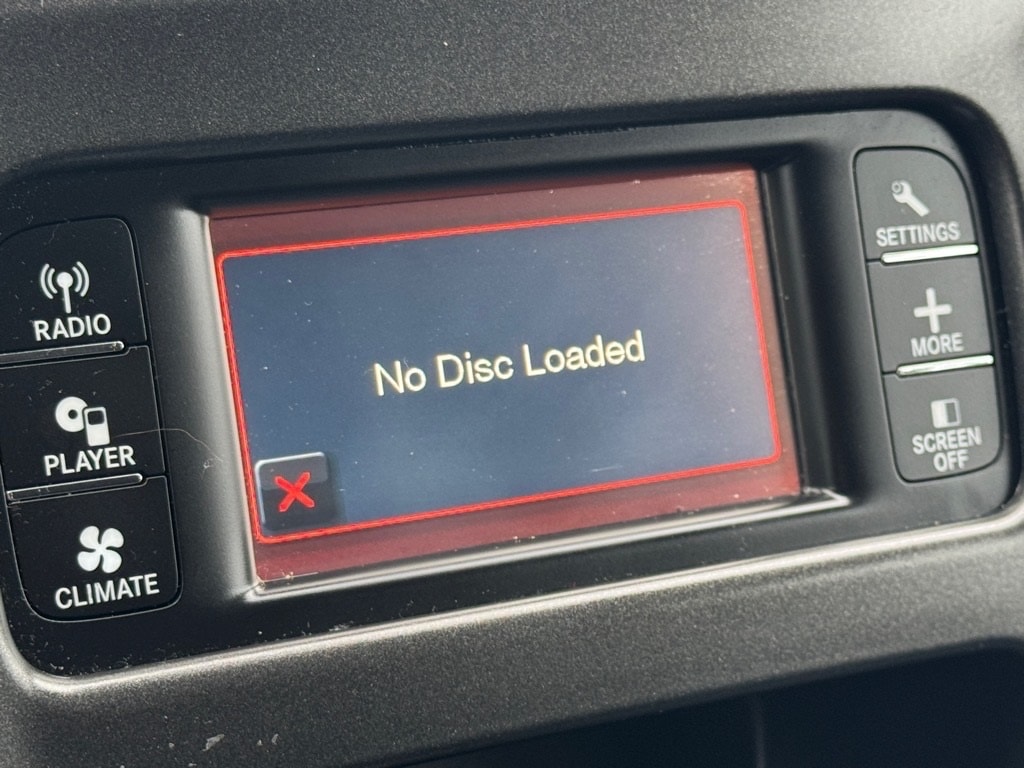 RADIO
PLAYER
CLIMATE
No Disc Loaded
SETTINGS
MORE
SCREEN
OFF